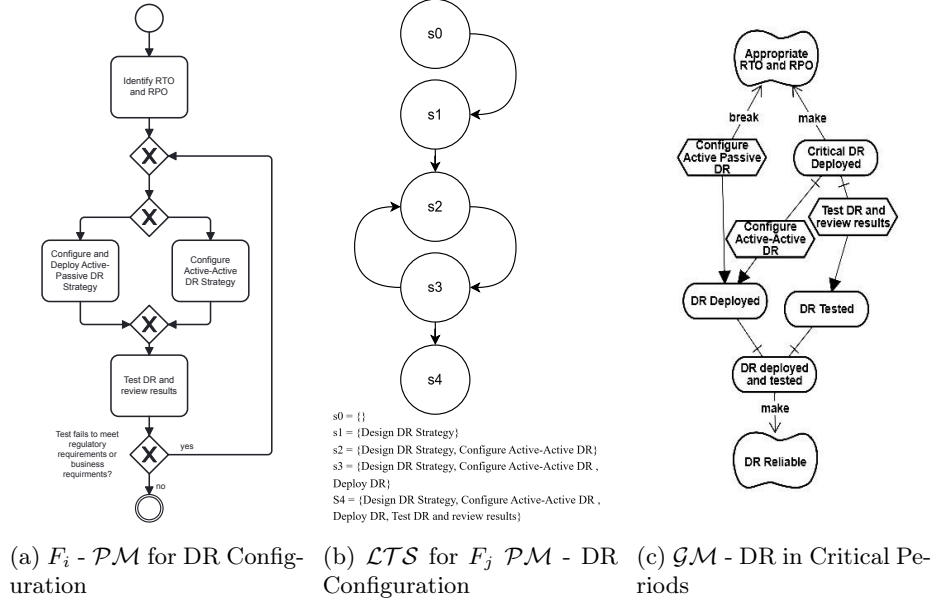 Identify RTO
and RPO
X
X
Configure and
Deploy Active-
Passive DR
Strategy
Configure
Active-Active
DR Strategy
X
Test DR and
review results
Test fails to meet
regulatory
requirements or
business
requirments?
X
yes
no
s0
s1
s2
s3
s4
s0 = {}
s1 = {Design DR Strategy}
s2 = {Design DR Strategy, Configure Active-Active DR}
s3 = {Design DR Strategy, Configure Active-Active DR ,
Deploy DR}
S4 = {Design DR Strategy, Configure Active-Active DR ,
Deploy DR, Test DR and review results}
Appropriate
RTO and RPO
break
make
Configure
Active Passive
DR
Critical DR
Deployed
Configure
Active-Active
DR
Test DR and
review results
DR Deployed
DR Tested
DR deployed
and tested
make
DR Reliable
(a) F_i - PM for DR Config-
uration
(b) LTS for F_j PM - DR
Configuration
(c) GM - DR in Critical Pe-
riods